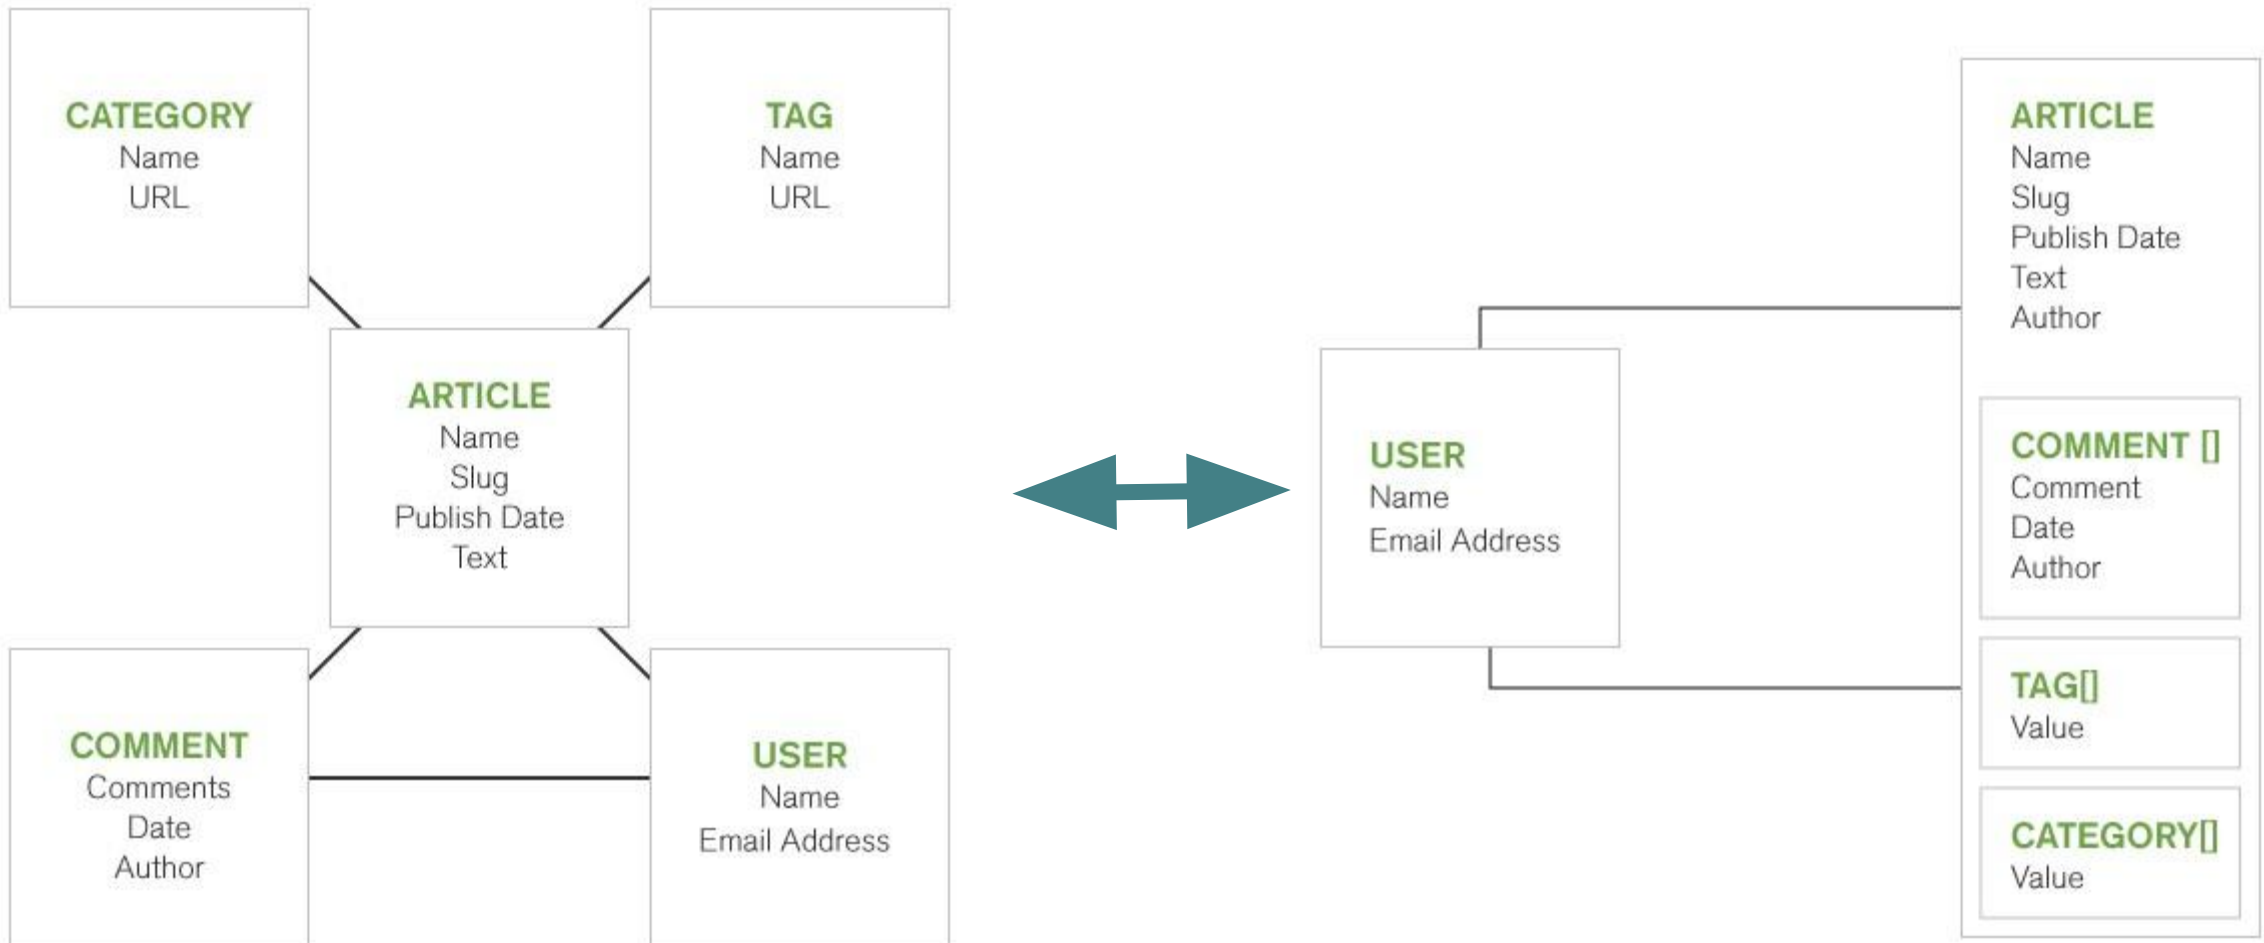 CATEGORY
Name
URL
TAG
Name
URL
ARTICLE
Name
Slug
Publish Date
Text
COMMENT
Comments
Date
Author
USER
Name
Email Address
USER
Name
Email Address
ARTICLE
Name
Slug
Publish Date
Text
Author
COMMENT []
Comment
Date
Author
TAG[]
Value
CATEGORY[]
Value